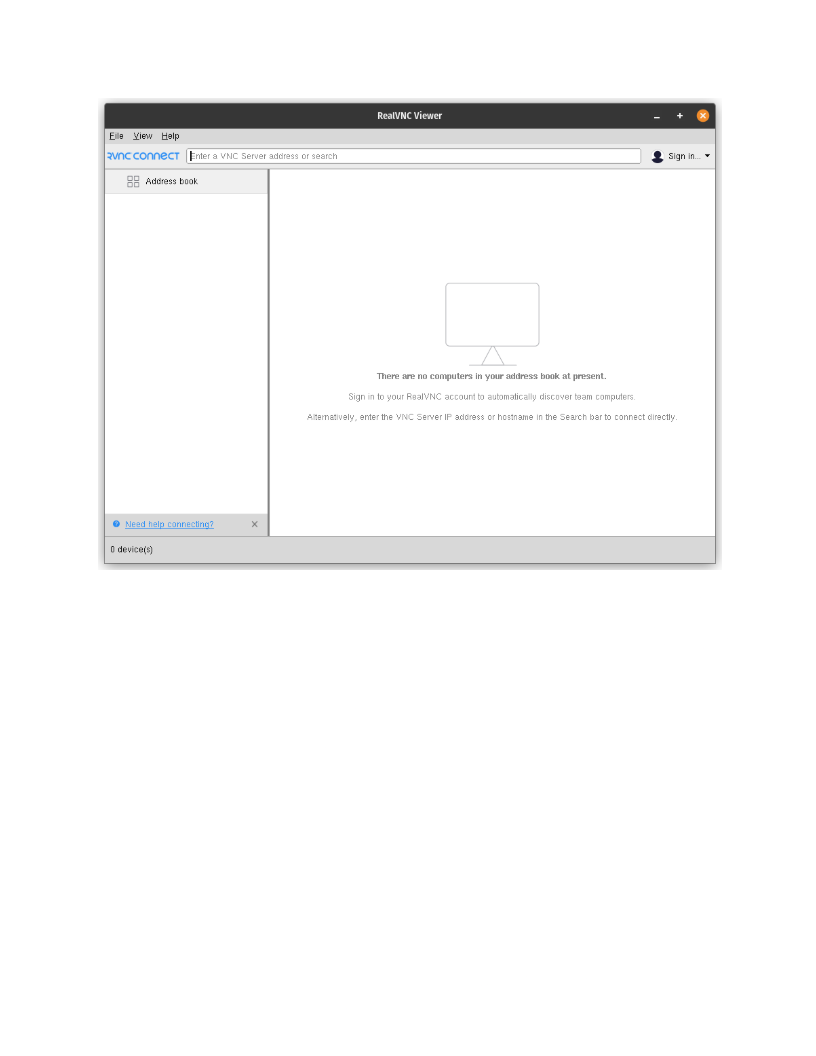 RealVNC Viewer
File View Help
RVNC CONNECT Enter a VNC Server address or search Sign in...
Address book
There are no computers in your address book at present.
Sign in to your RealVNC account to automatically discover team computers.
Alternatively, enter the VNC Server IP address or hostname in the Search bar to connect directly.
? Need help connecting?
0 device(s)